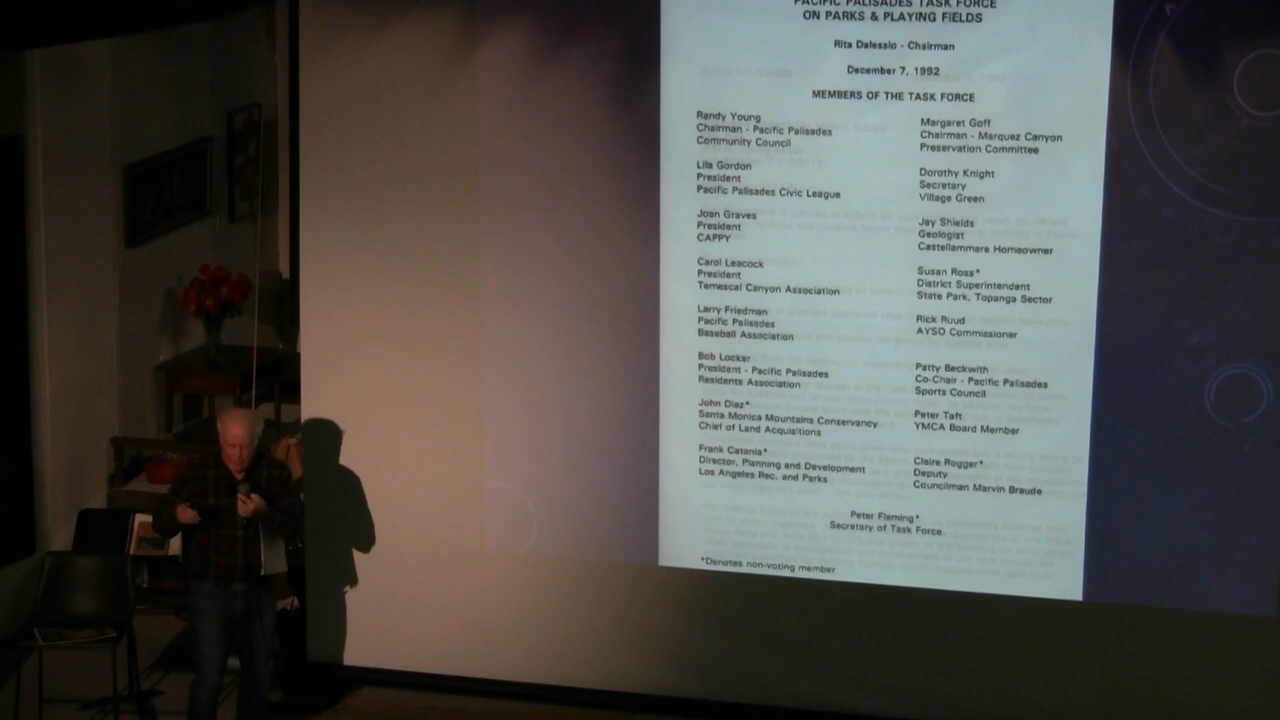 PACIFIC PALISADES TASK FORCE
ON PARKS & PLAYING FIELDS
Rita Dalessio - Chairman
December 7, 1992
MEMBERS OF THE TASK FORCE
Randy Young
Chairman - Pacific Palisades
Community Council
Lila Gordon
President
Pacific Palisades Civic League
Joan Graves
President
CAPPY
Carol Leacock
President
Temescal Canyon Association
Larry Friedman
Pacific Palisades
Baseball Association
Bob Locker
President - Pacific Palisades
Residents Association
John Diaz*
Santa Monica Mountains Conservancy
Chief of Land Acquisitions
Frank Catania*
Director, Planning and Development
Los Angeles Rec. and Parks
Margaret Goff
Chairman - Marquez Canyon
Preservation Committee
Dorothy Knight
Secretary
Village Green
Jay Shields
Geologist
Castellammare Homeowner
Susan Ross*
District Superintendent
State Park, Topanga Sector
Rick Ruud
AYSO Commissioner
Patty Beckwith
Co-Chair - Pacific Palisades
Sports Council
Peter Taft
YMCA Board Member
Claire Rogger*
Deputy
Councilman Marvin Braude
Peter Fleming*
Secretary of Task Force
*Denotes non-voting member